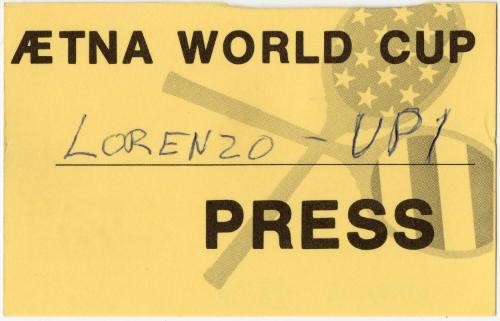 ÆTNA WORLD CUP
LORENZO - UPI
PRESS